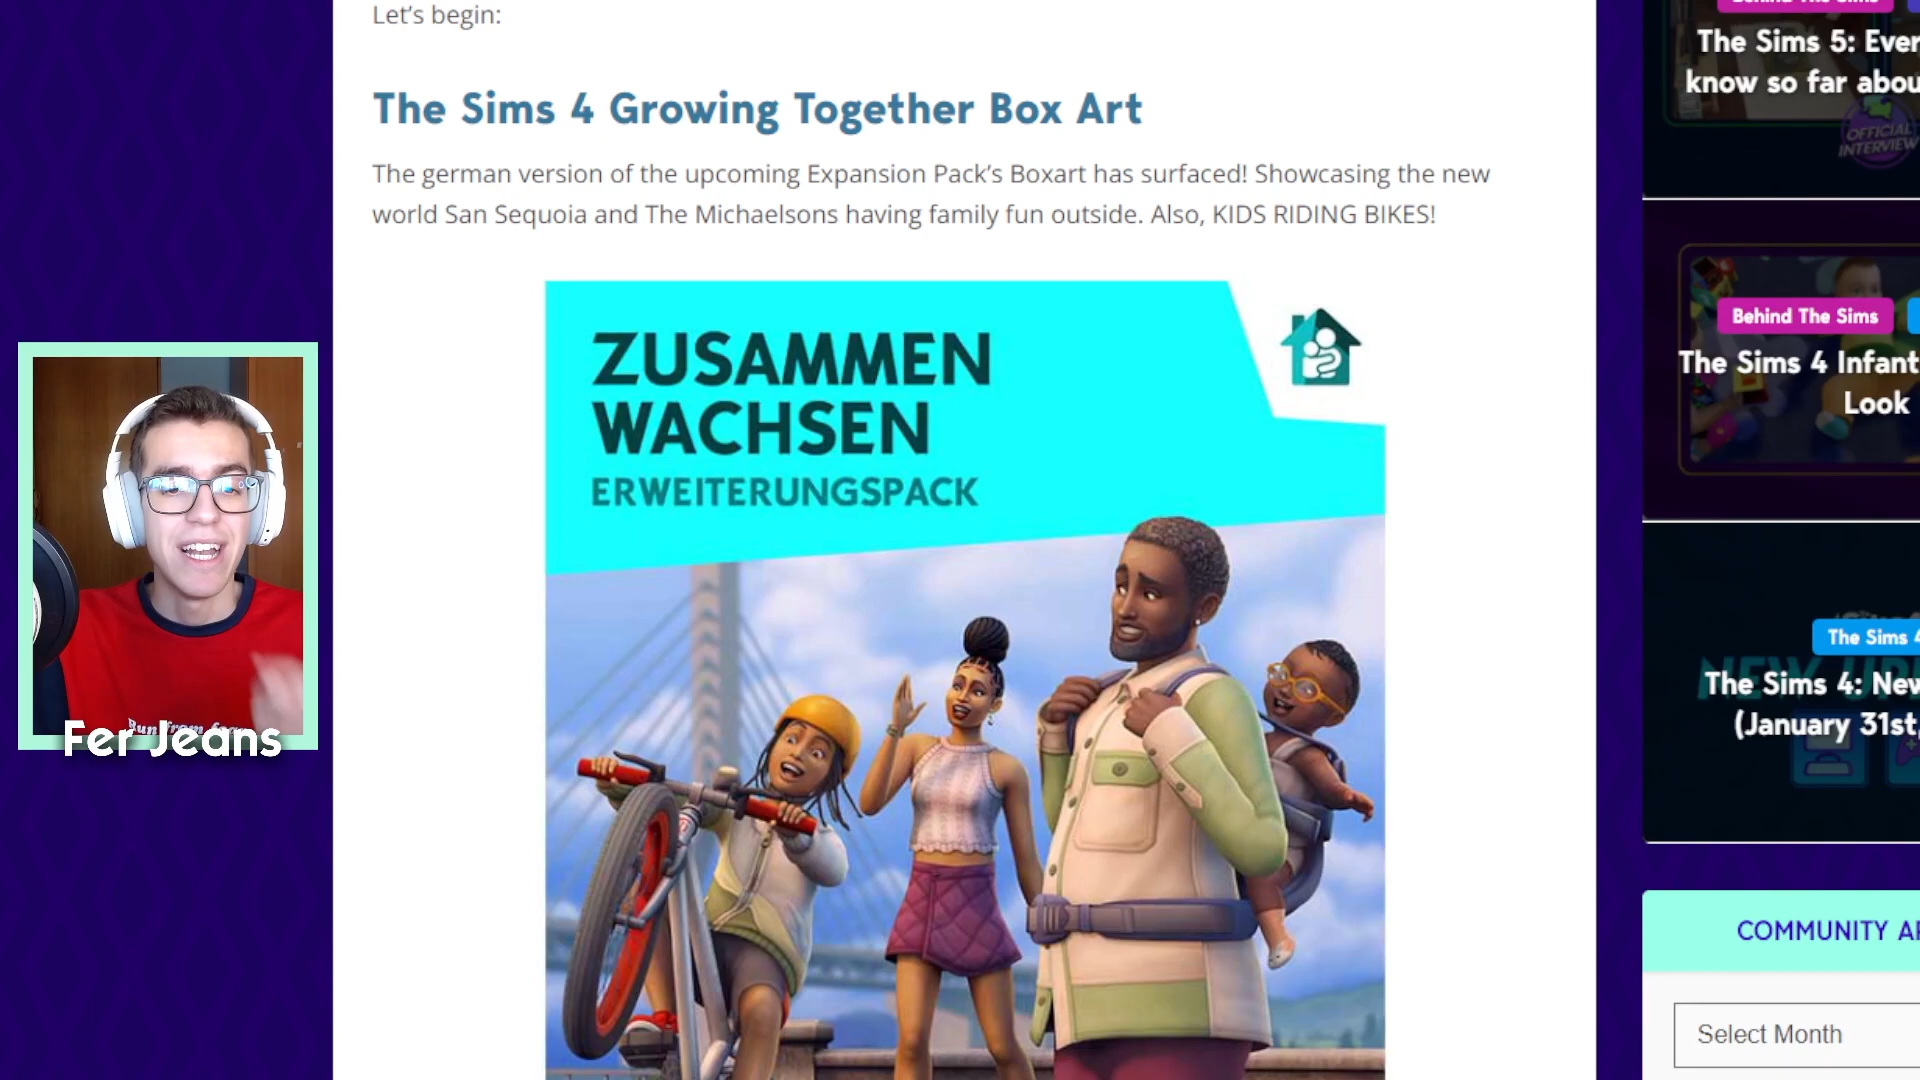 Let's begin:
The Sims 4 Growing Together Box Art
The german version of the upcoming Expansion Pack's Boxart has surfaced! Showcasing the new
world San Sequoia and The Michaelsons having family fun outside. Also, KIDS RIDING BIKES!
ZUSAMMEN
WACHSEN
ERWEITERUNGSPACK
Fer Jeans
The Sims 5: Ever
know so far abou
OFFICIAL
INTERVIEW
Behind The Sims
The Sims 4 Infant
Look
The Sims 4
The Sims 4: New
(January 31st,
COMMUNITY
Select Month